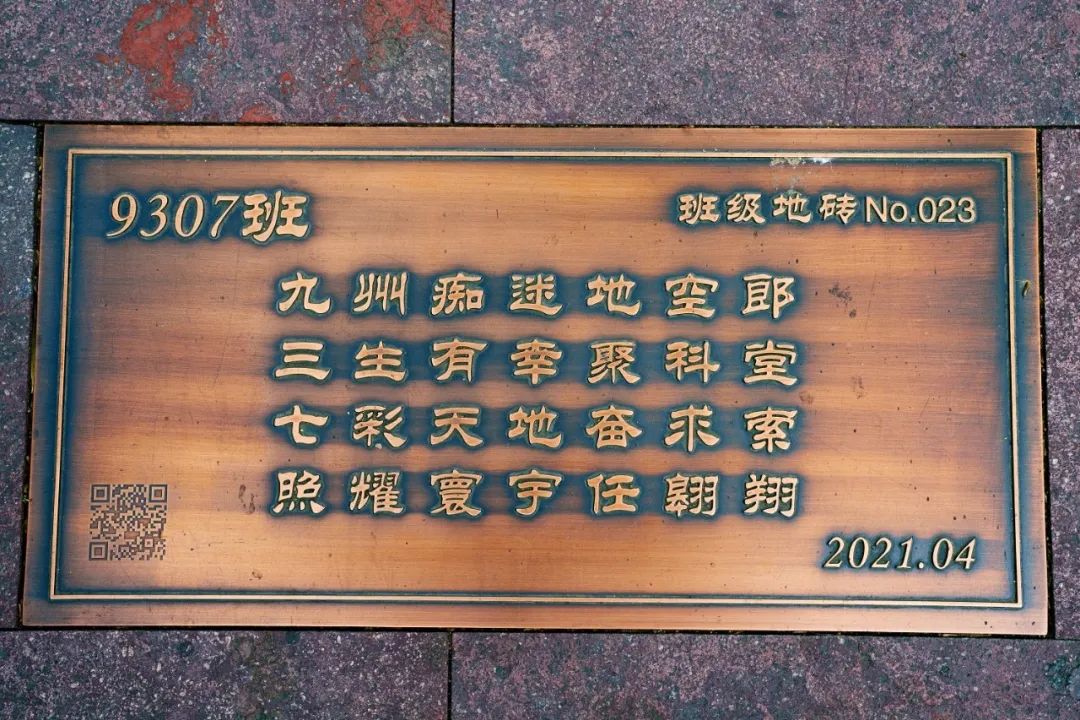 9307班
班级地砖No.023
九州痴迷地空郎
三生有幸聚科堂
七彩天地奋求索
照耀寰宇任翱翔
2021.04